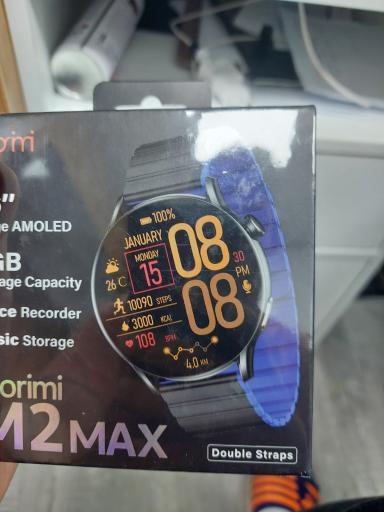 "
e AMOLED
GB
age Capacity
ce Recorder
sic Storage
orimi
M2 MAX
Double Straps
100%
JANUARY
MONDAY
15
26 C
10090 STEPS
3000 KCAL
108 BPM
4.0 KM
08
30
PM
08